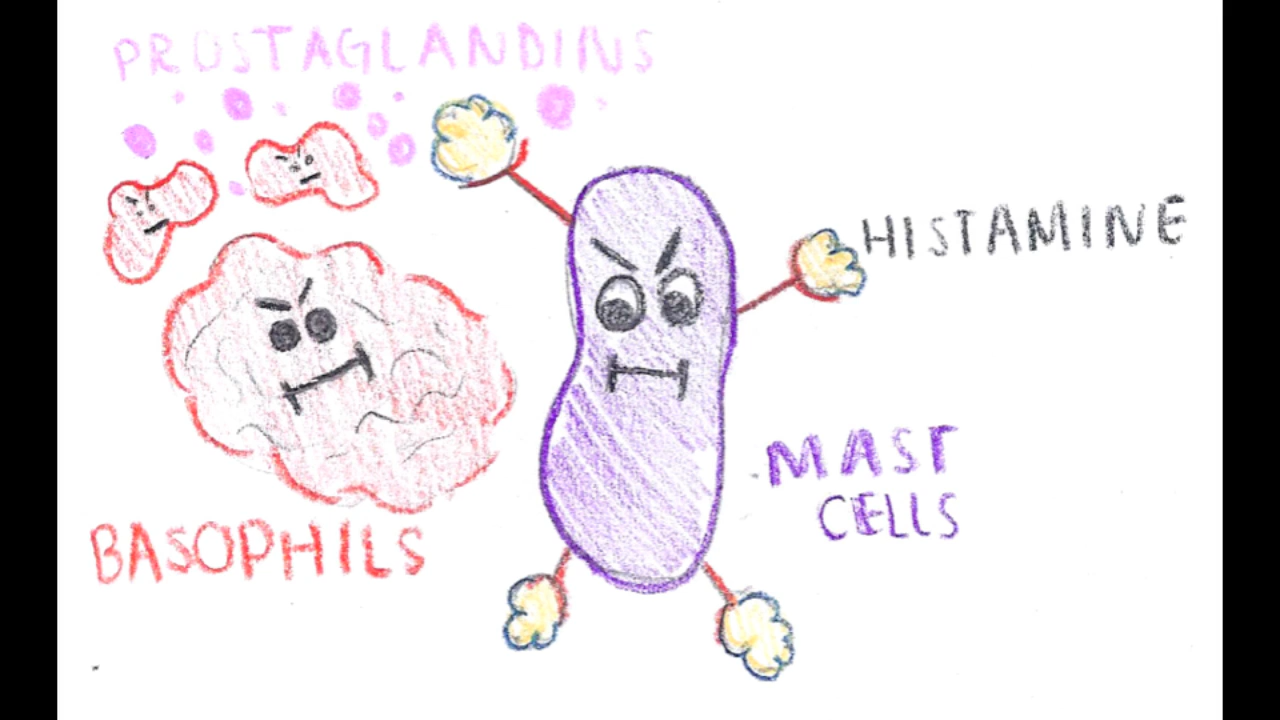 PROSTAGLANDINS
HISTAMINE
MAST
CELLS
BASOPHILS